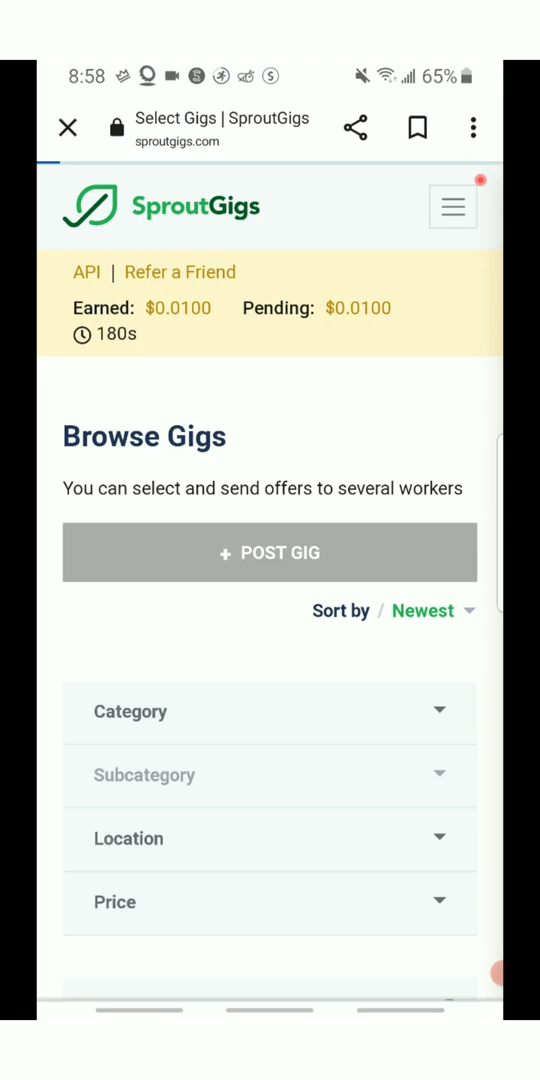 8:58 65%
Select Gigs | SproutGigs
sproutgigs.com
SproutGigs
API | Refer a Friend
Earned: $0.0100 Pending: $0.0100
180s
Browse Gigs
You can select and send offers to several workers
+ POST GIG
Sort by / Newest
Category
Subcategory
Location
Price